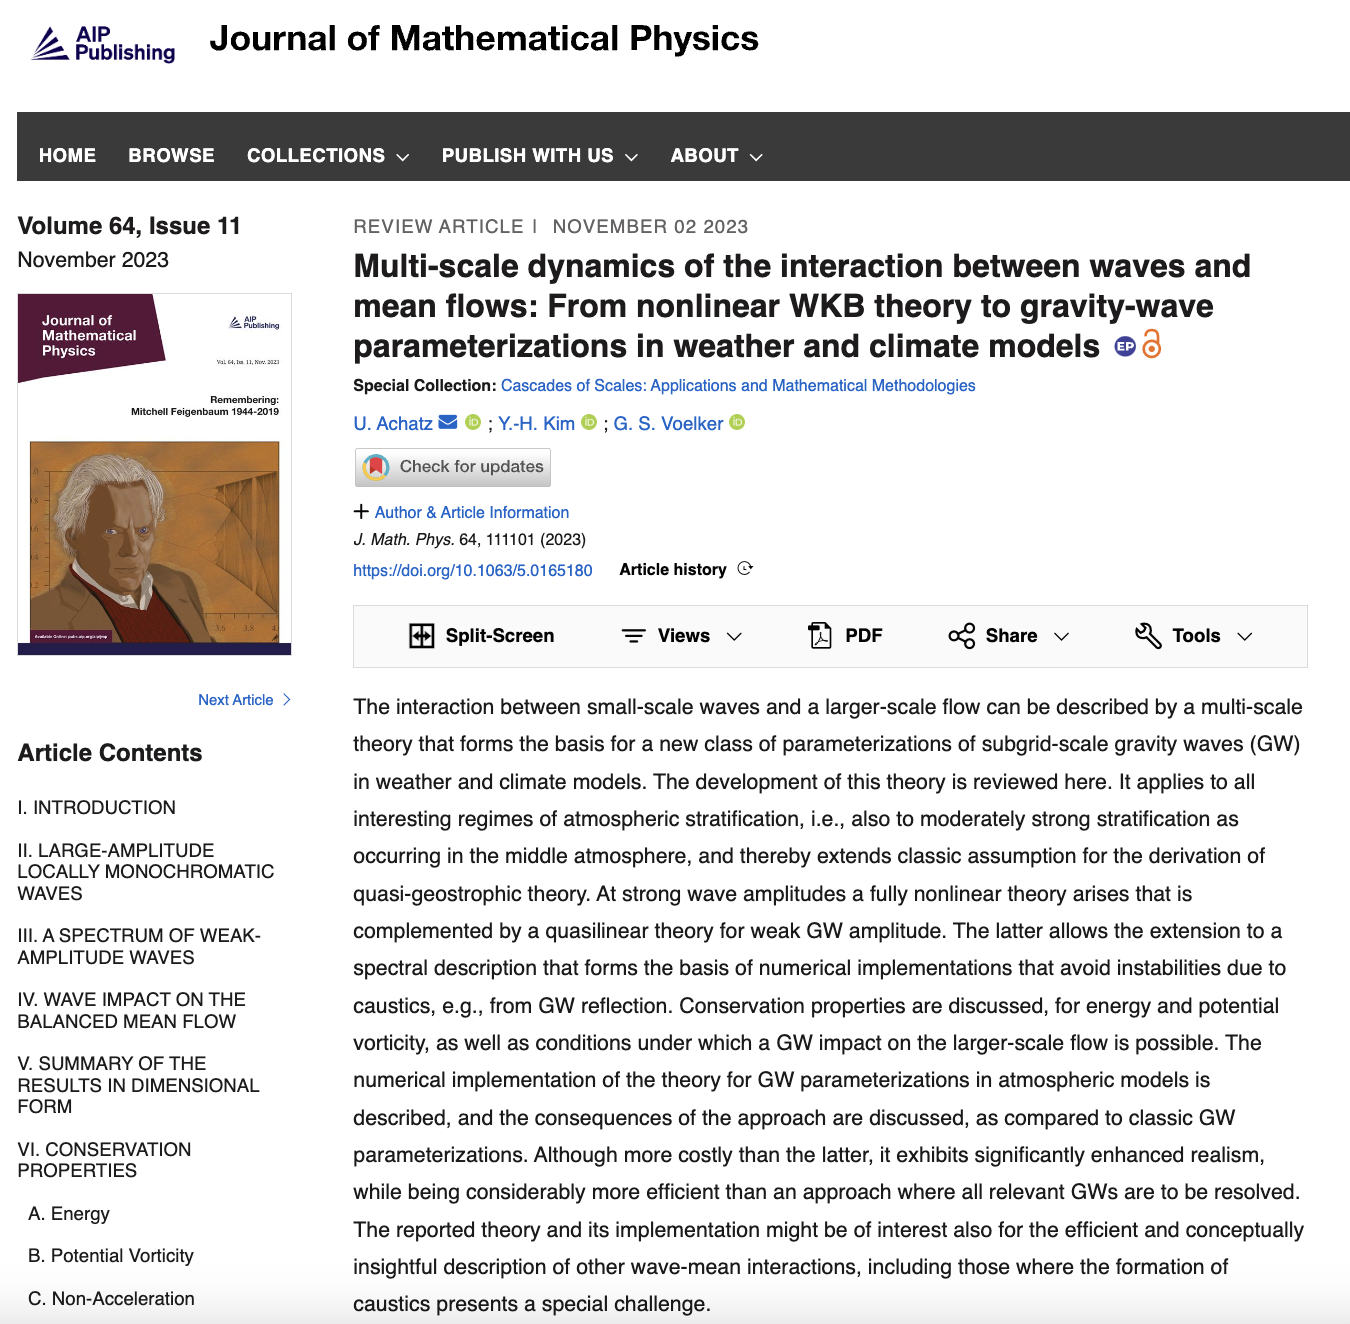 AIP
Publishing
Journal of Mathematical Physics
HOME BROWSE COLLECTIONS PUBLISH WITH US ABOUT
Volume 64, Issue 11
November 2023
Journal of
Mathematical
Physics
AIP
Publishing
Vol. 64, Iss. 11, Nov. 2023
Remembering:
Mitchell Feigenbaum 1944-2019
3.6 3.8 4.
Available Online: pubs.aip.org/aip/jmp
Next Article
Article Contents
I. INTRODUCTION
II. LARGE-AMPLITUDE
LOCALLY MONOCHROMATIC
WAVES
III. A SPECTRUM OF WEAK-
AMPLITUDE WAVES
IV. WAVE IMPACT ON THE
BALANCED MEAN FLOW
V. SUMMARY OF THE
RESULTS IN DIMENSIONAL
FORM
VI. CONSERVATION
PROPERTIES
A. Energy
B. Potential Vorticity
C. Non-Acceleration
REVIEW ARTICLE | NOVEMBER 02 2023
Multi-scale dynamics of the interaction between waves and
mean flows: From nonlinear WKB theory to gravity-wave
parameterizations in weather and climate models EP
Special Collection: Cascades of Scales: Applications and Mathematical Methodologies
U. Achatz iD ; Y.-H. Kim iD ; G. S. Voelker iD
Check for updates
+ Author & Article Information
J. Math. Phys. 64, 111101 (2023)
https://doi.org/10.1063/5.0165180 Article history
Split-Screen Views PDF Share Tools
The interaction between small-scale waves and a larger-scale flow can be described by a multi-scale
theory that forms the basis for a new class of parameterizations of subgrid-scale gravity waves (GW)
in weather and climate models. The development of this theory is reviewed here. It applies to all
interesting regimes of atmospheric stratification, i.e., also to moderately strong stratification as
occurring in the middle atmosphere, and thereby extends classic assumption for the derivation of
quasi-geostrophic theory. At strong wave amplitudes a fully nonlinear theory arises that is
complemented by a quasilinear theory for weak GW amplitude. The latter allows the extension to a
spectral description that forms the basis of numerical implementations that avoid instabilities due to
caustics, e.g., from GW reflection. Conservation properties are discussed, for energy and potential
vorticity, as well as conditions under which a GW impact on the larger-scale flow is possible. The
numerical implementation of the theory for GW parameterizations in atmospheric models is
described, and the consequences of the approach are discussed, as compared to classic GW
parameterizations. Although more costly than the latter, it exhibits significantly enhanced realism,
while being considerably more efficient than an approach where all relevant GWs are to be resolved.
The reported theory and its implementation might be of interest also for the efficient and conceptually
insightful description of other wave-mean interactions, including those where the formation of
caustics presents a special challenge.